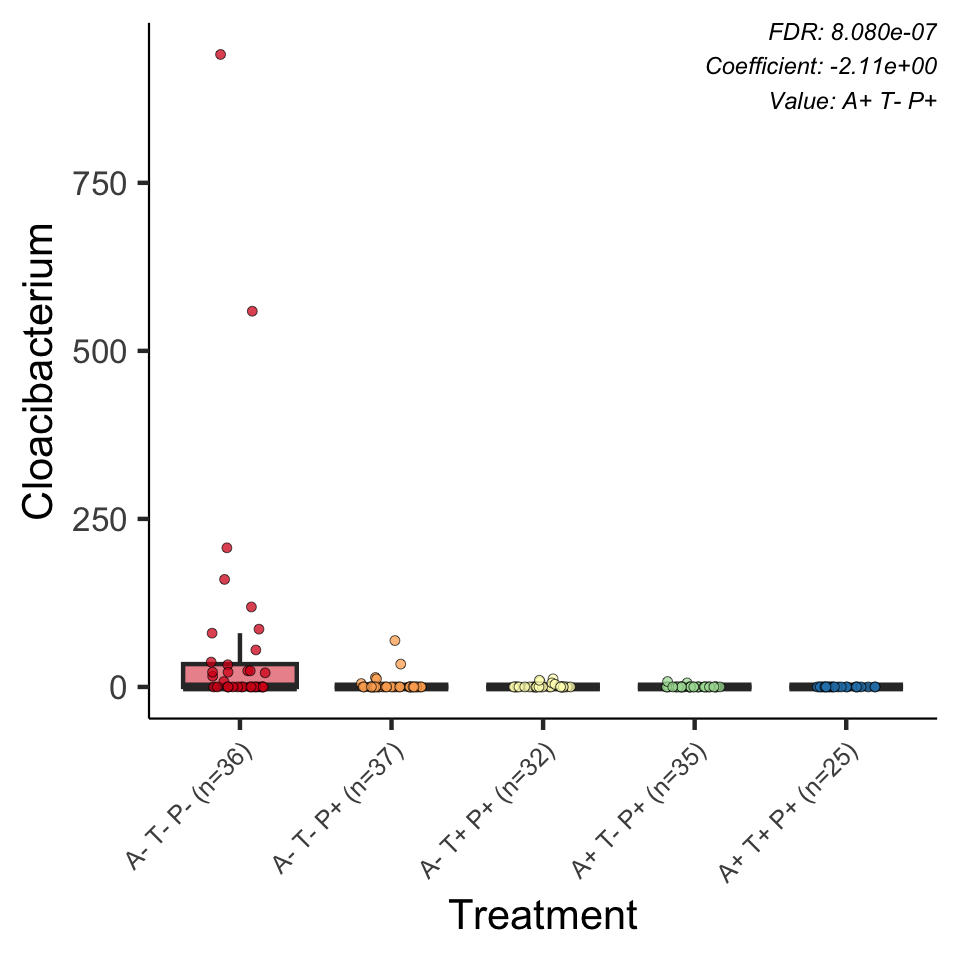 FDR: 8.080e-07
Coefficient: -2.11e+00
Value: A+ T- P+
Cloacibacterium
750
500
250
0
A- T- P- (n=36)
A- T- P+ (n=37)
A- T+ P+ (n=32)
A+ T- P+ (n=35)
A+ T+ P+ (n=25)
Treatment